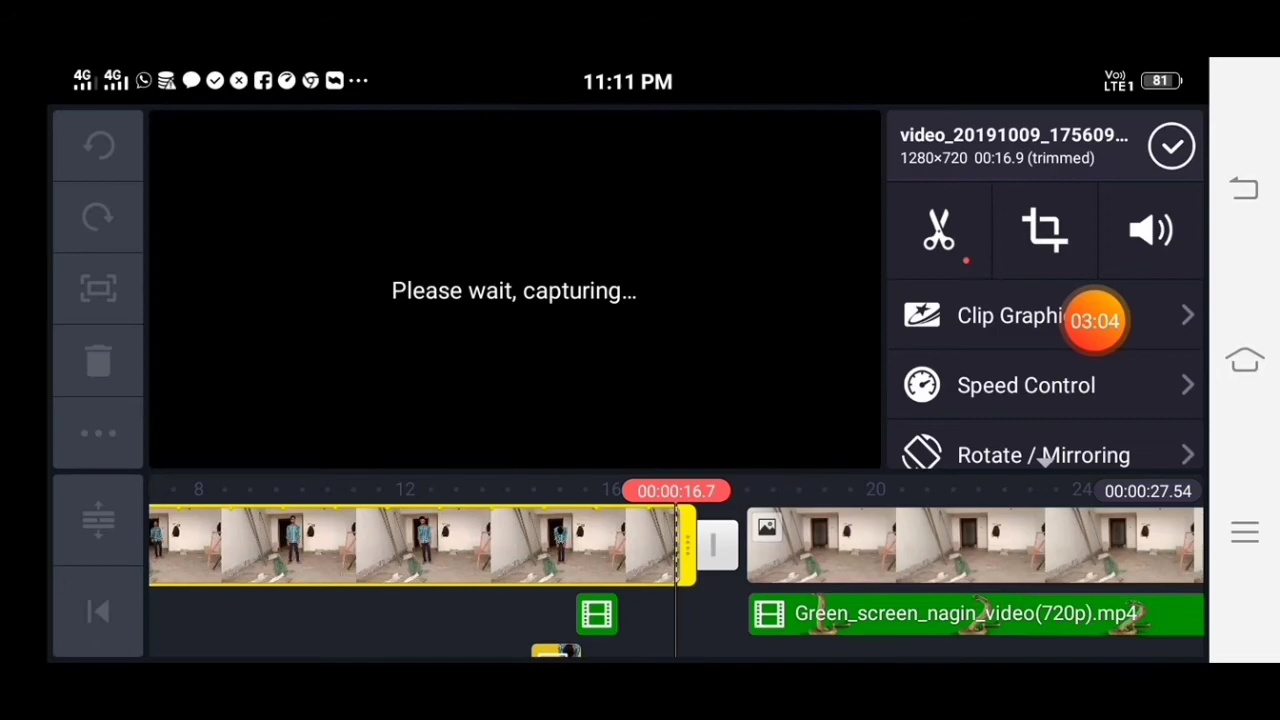 4G 4G 11:11 PM Vo)) LTE1 81
video_20191009_175609...
1280×720 00:16.9 (trimmed)
Please wait, capturing...
Clip Graphi
03:04
Speed Control
Rotate / Mirroring
8 12 16 00:00:16.7 20 24 00:00:27.54
Green_screen_nagin_video(720p).mp4